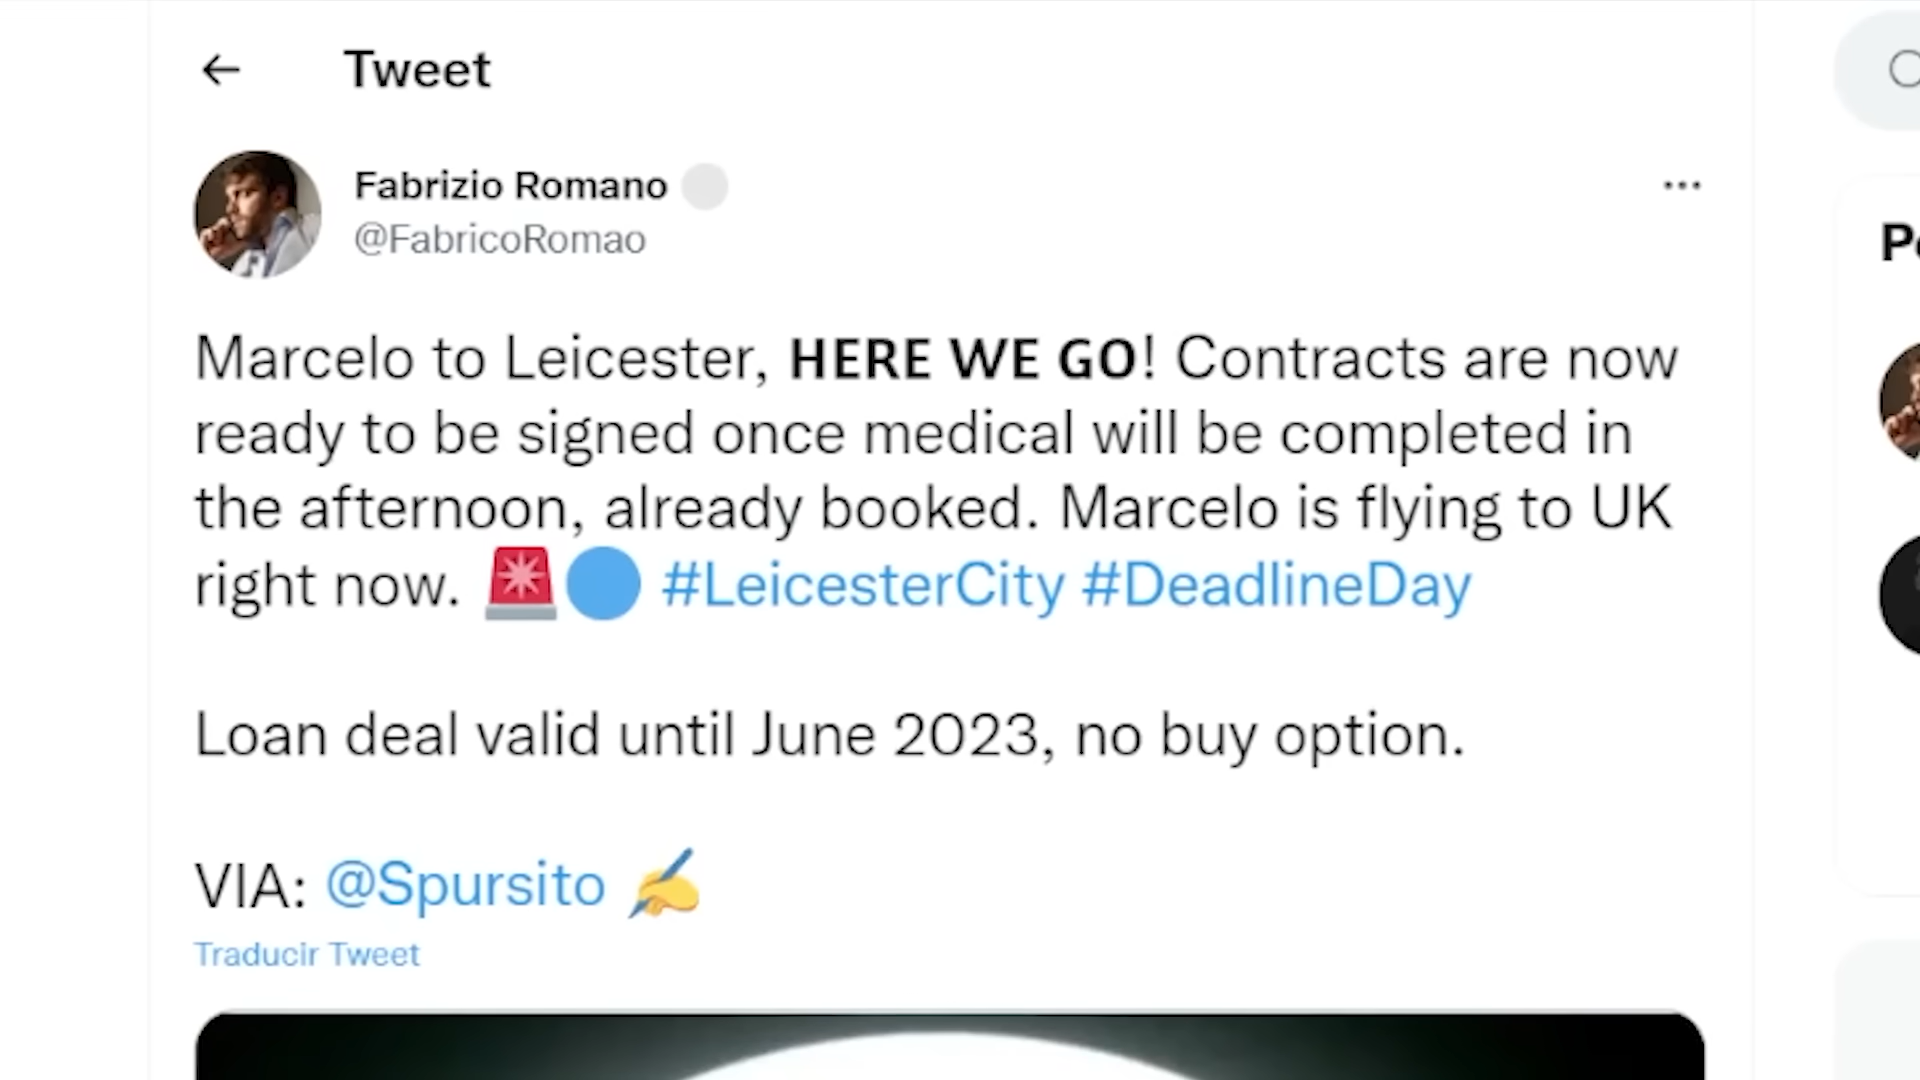 Tweet
Fabrizio Romano
@FabricoRomao
Marcelo to Leicester, HERE WE GO! Contracts are now
ready to be signed once medical will be completed in
the afternoon, already booked. Marcelo is flying to UK
right now. 🚨🔵 #LeicesterCity #DeadlineDay
Loan deal valid until June 2023, no buy option.
VIA: @Spursito ✍️
Traducir Tweet